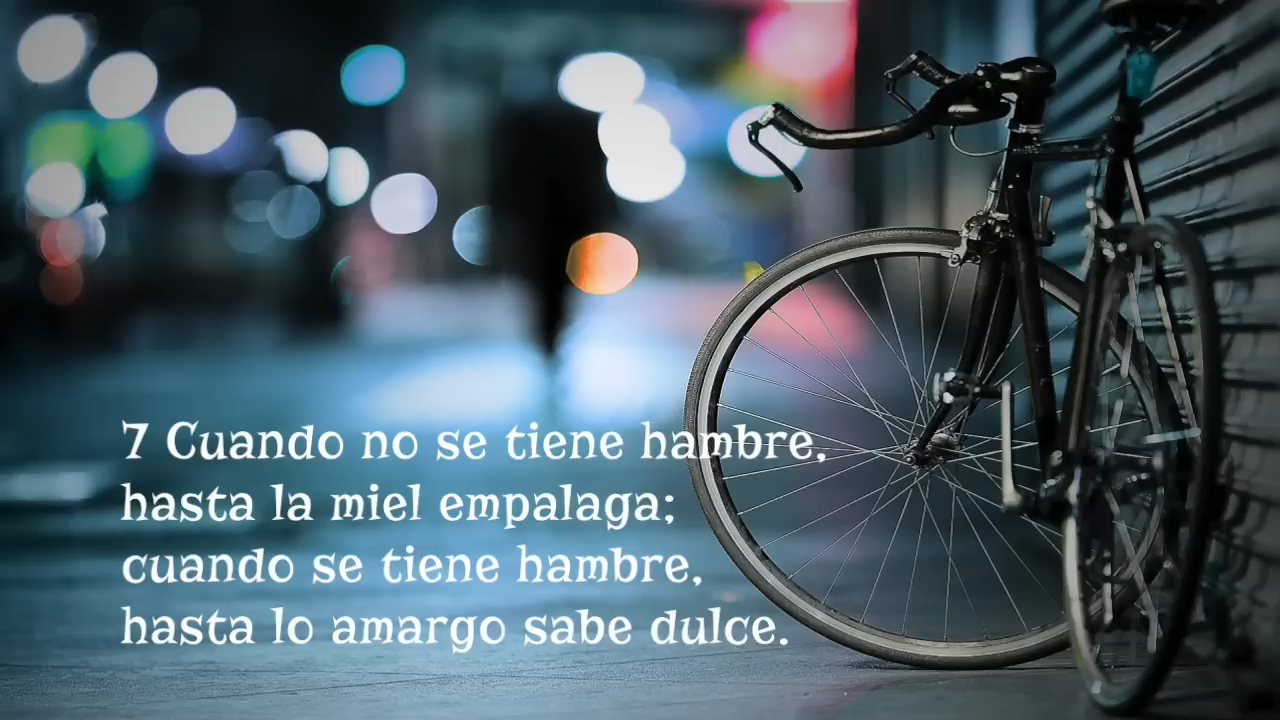 7 Cuando no se tiene hambre,
hasta la miel empalaga;
cuando se tiene hambre,
hasta lo amargo sabe dulce.